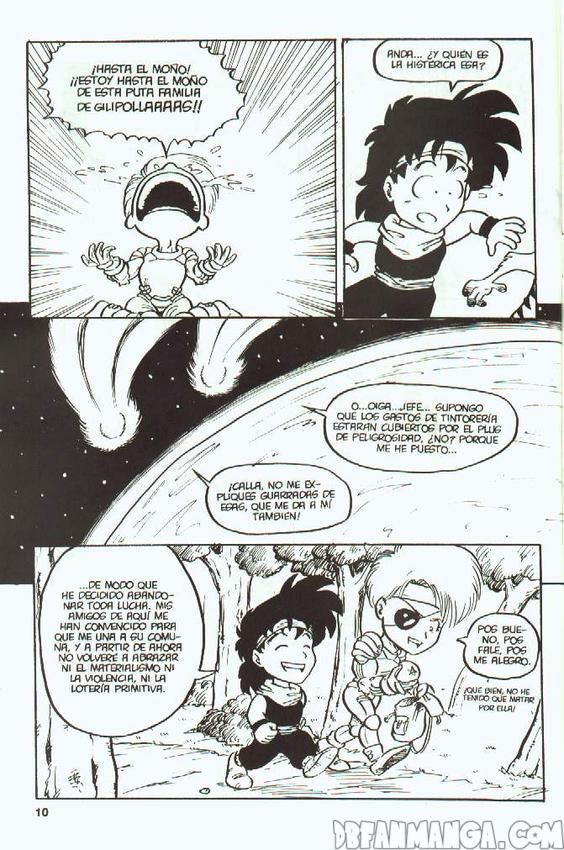 ¡HASTA EL MOÑO!
¡¡ESTOY HASTA EL MOÑO
DE ESTA PUTA FAMILIA
DE GILIPOLLAAAAS!!
ANDA... ¿Y QUIÉN ES
LA HISTÉRICA ESA?
O...OIGA...JEFE... SUPONGO
QUE LOS GASTOS DE TINTORERÍA
ESTARÁN CUBIERTOS POR EL PLUS
DE PELIGROSIDAD, ¿NO? PORQUE
ME HE PUESTO...
¡CALLA, NO ME EX-
PLIQUES GUARRADAS DE
ESAS, QUE ME DA A MÍ
TAMBIÉN!
...DE MODO QUE
HE DECIDIDO ABANDO-
NAR TODA LUCHA. MIS
AMIGOS DE AQUÍ ME
HAN CONVENCIDO PARA
QUE ME UNA A SU COMU-
NA, Y A PARTIR DE AHORA
NO VOLVERÉ A ABRAZAR
NI EL MATERIALISMO NI
LA VIOLENCIA, NI LA
LOTERÍA PRIMITIVA.
POS BUE-
NO, POS
FALE, POS
ME ALEGRO.
¡QUÉ BIEN, NO HE
TENIDO QUE MATAR
POR ELLA!
10
DBFANMANGA.COM